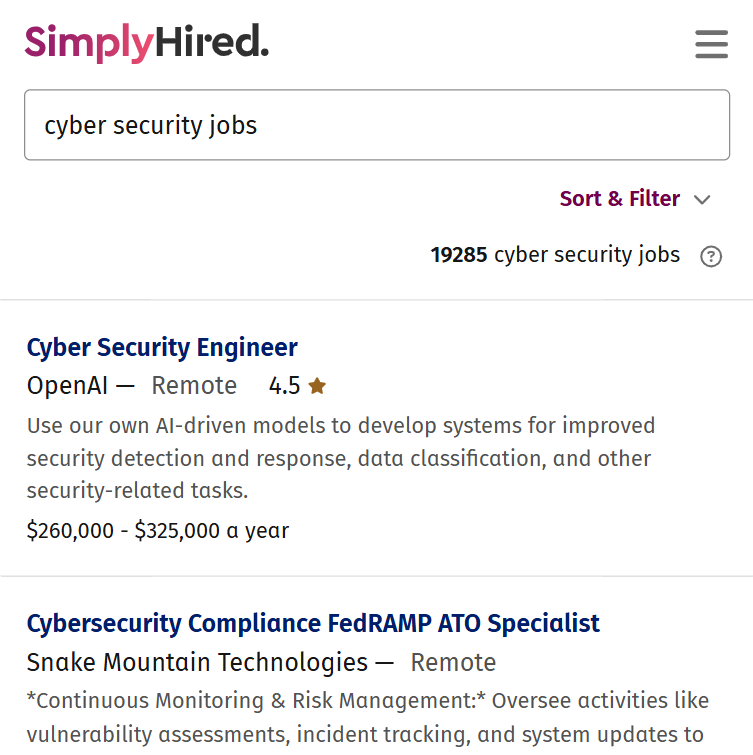 SimplyHired.
cyber security jobs
Sort & Filter
19285 cyber security jobs ?
Cyber Security Engineer
OpenAI — Remote 4.5
Use our own AI-driven models to develop systems for improved
security detection and response, data classification, and other
security-related tasks.
$260,000 - $325,000 a year
Cybersecurity Compliance FedRAMP ATO Specialist
Snake Mountain Technologies — Remote
*Continuous Monitoring & Risk Management:* Oversee activities like
vulnerability assessments, incident tracking, and system updates to